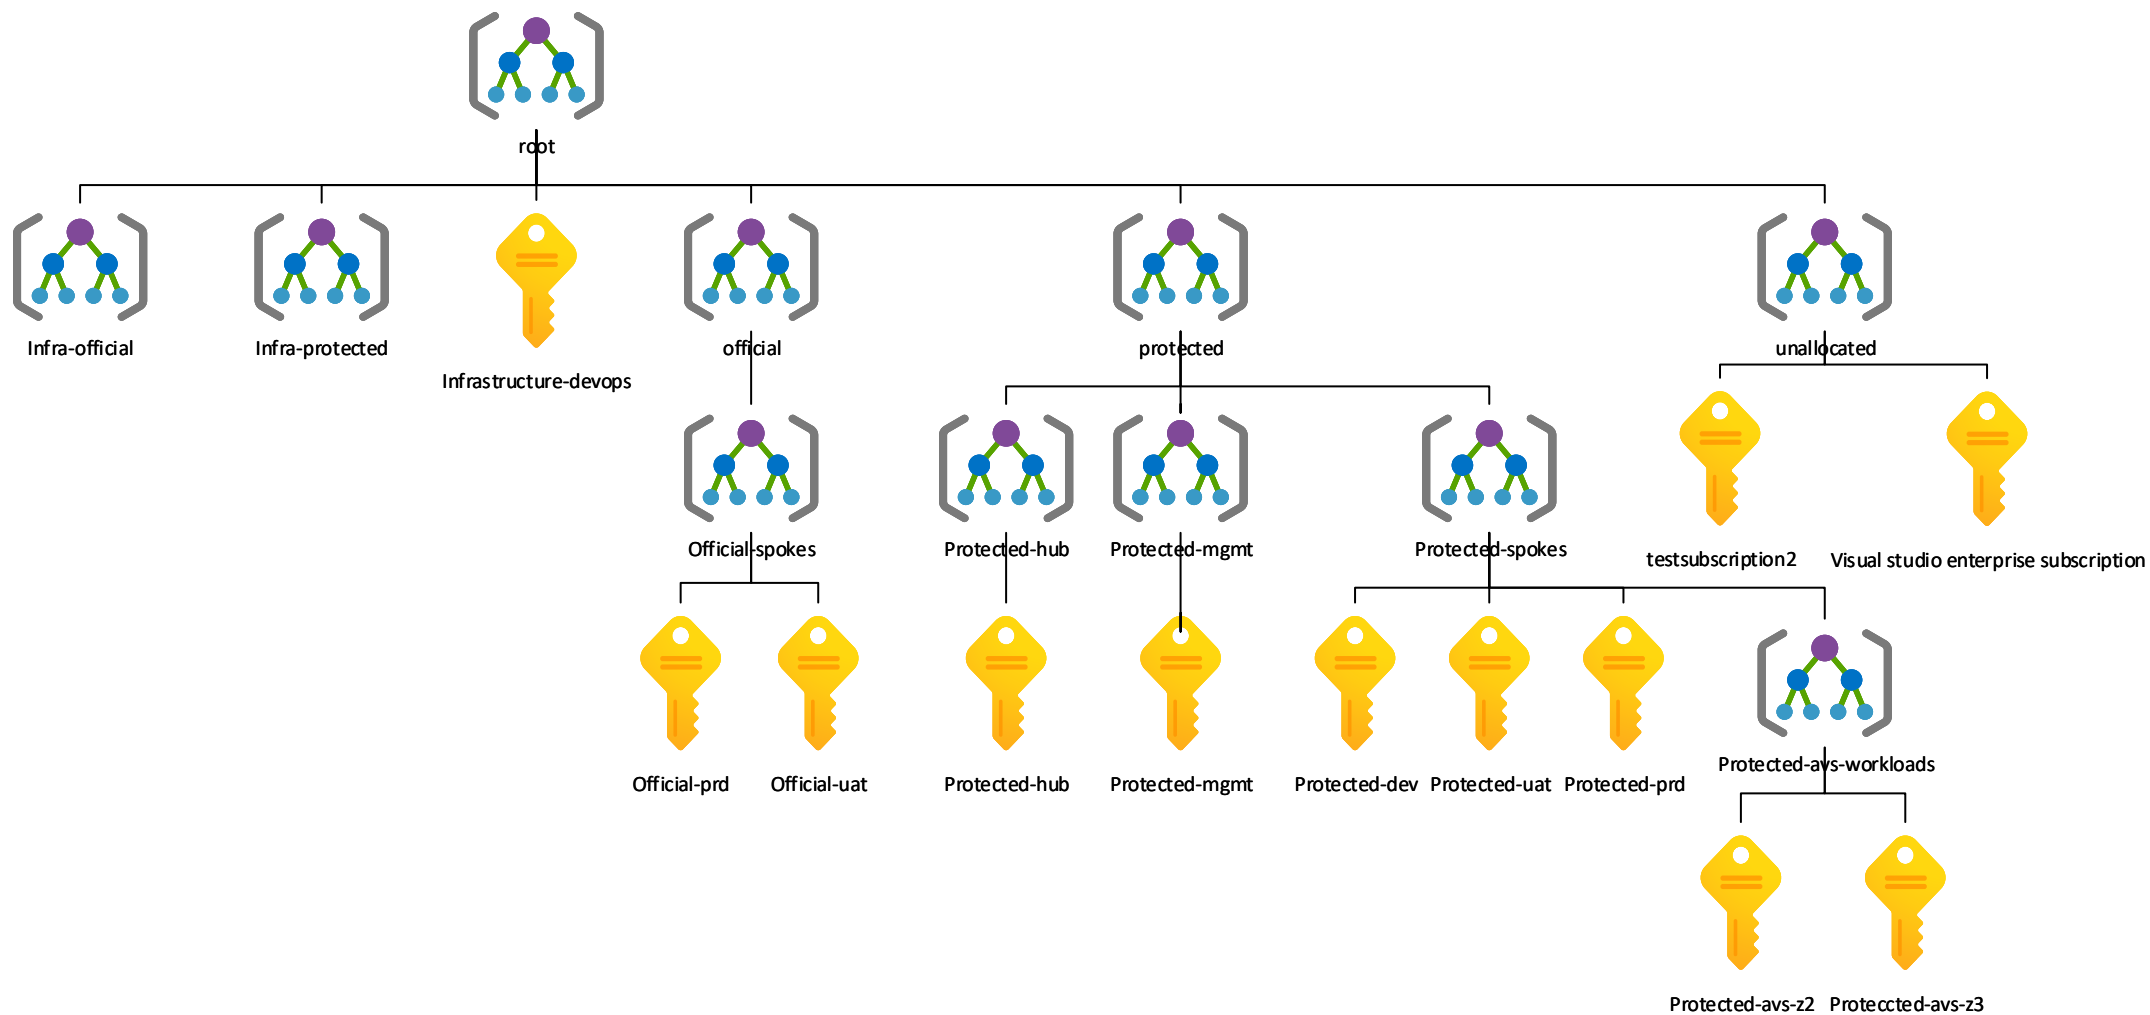 root
Infra-official
Infra-protected
Infrastructure-devops
official
protected
unallocated
Official-spokes
Protected-hub
Protected-mgmt
Protected-spokes
testsubscription2
Visual studio enterprise subscription
Official-prd
Official-uat
Protected-hub
Protected-mgmt
Protected-dev
Protected-uat
Protected-prd
Protected-avs-workloads
Protected-avs-z2
Proteccted-avs-z3